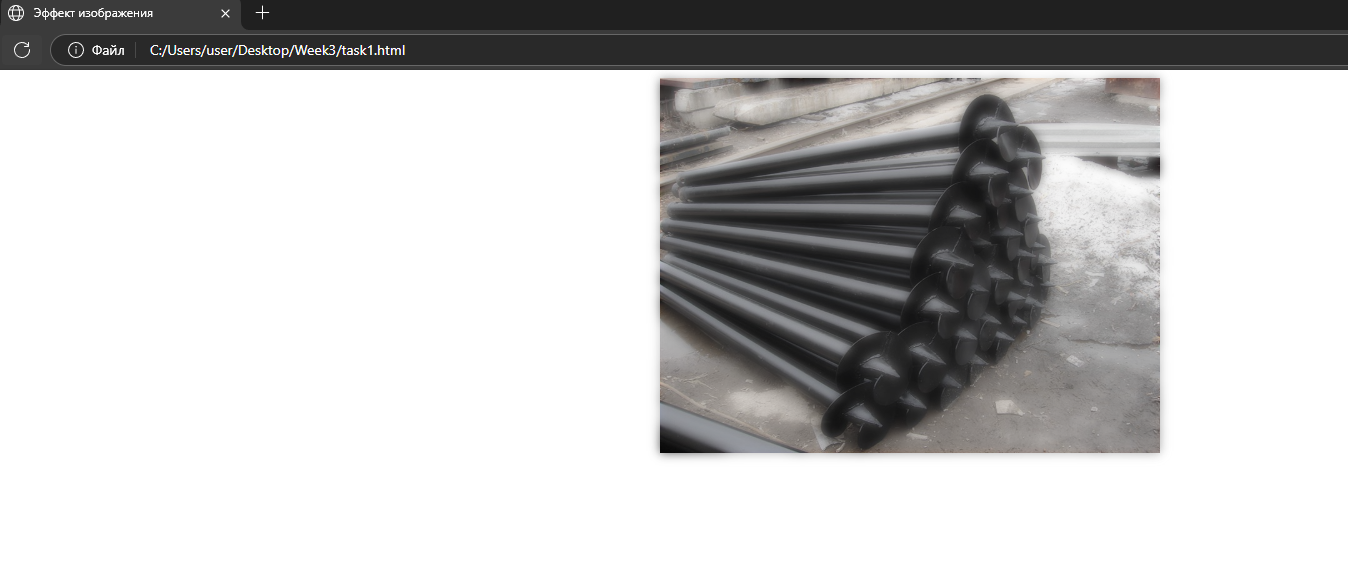 Эффект изображения
Файл C:/Users/user/Desktop/Week3/task1.html